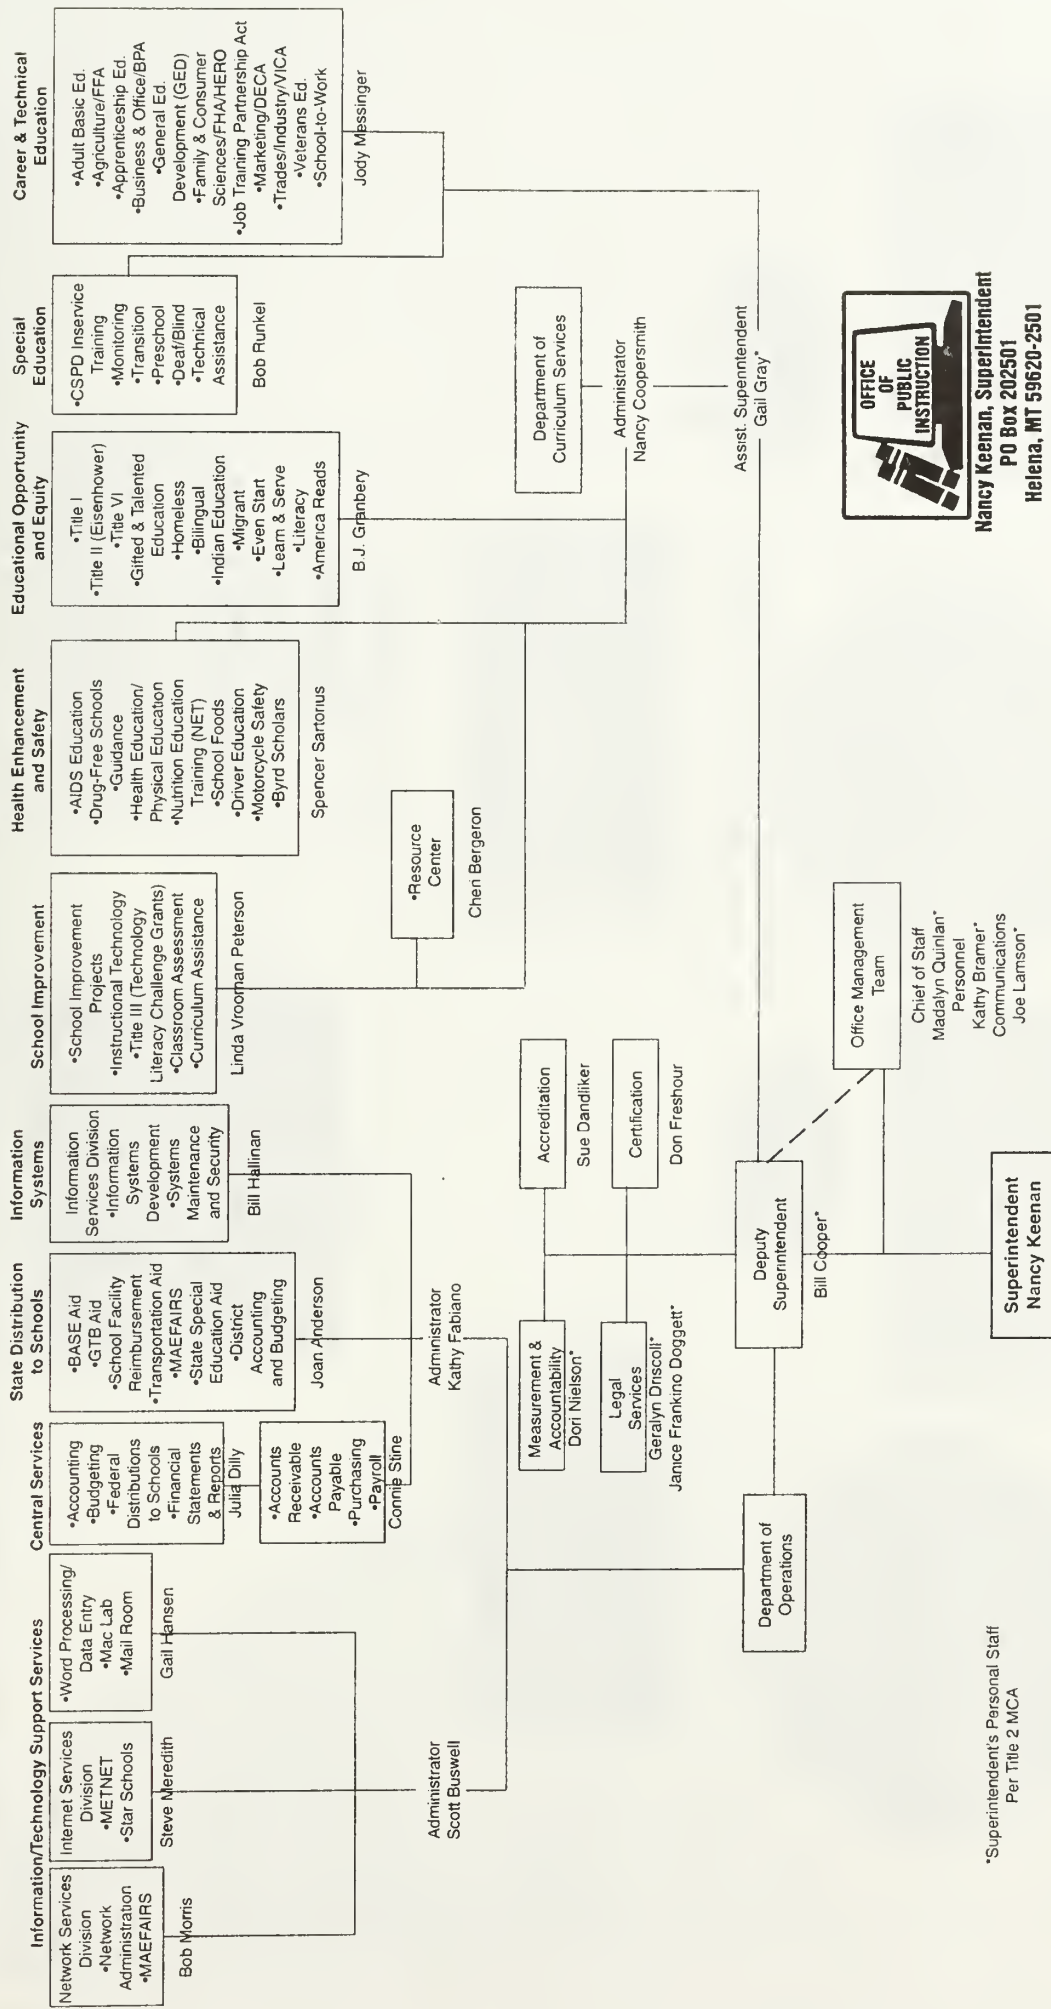 Information/Technology Support Services
Network Services
Division
•Network
Administration
•MAEFAIRS
Bob Morris
Internet Services
Division
•METNET
•Star Schools
Steve Meredith
•Word Processing/
Data Entry
•Mac Lab
•Mail Room
Gail Hansen
Administrator
Scott Buswell
Central Services
•Accounting
•Budgeting
•Federal
Distributions
to Schools
•Financial
Statements
& Reports
Julia Dilly
•Accounts
Receivable
•Accounts
Payable
•Purchasing
•Payroll
Connie Stine
State Distribution
to Schools
•BASE Aid
•GTB Aid
•School Facility
Reimbursement
•Transportation Aid
•MAEFAIRS
•State Special
Education Aid
•District
Accounting
and Budgeting
Joan Anderson
Information
Systems
Information
Services Division
•Information
Systems
Development
•Systems
Maintenance
and Security
Bill Hallinan
Administrator
Kathy Fabiano
School Improvement
•School Improvement
Projects
•Instructional Technology
•Title III (Technology
Literacy Challenge Grants)
•Classroom Assessment
•Curriculum Assistance
Linda Vrooman Peterson
•Resource
Center
Cheri Bergeron
Health Enhancement
and Safety
•AIDS Education
•Drug-Free Schools
•Guidance
•Health Education/
Physical Education
•Nutrition Education
Training (NET)
•School Foods
•Driver Education
•Motorcycle Safety
•Byrd Scholars
Spencer Sartorius
Educational Opportunity
and Equity
•Title I
•Title II (Eisenhower)
•Title VI
•Gifted & Talented
Education
•Homeless
•Bilingual
•Indian Education
•Migrant
•Even Start
•Learn & Serve
•Literacy
•America Reads
B.J. Granbery
Special
Education
•CSPD Inservice
Training
•Monitoring
•Transition
•Preschool
•Deaf/Blind
•Technical
Assistance
Bob Runkel
Career & Technical
Education
•Adult Basic Ed.
•Agriculture/FFA
•Apprenticeship Ed.
•Business & Office/BPA
•General Ed.
Development (GED)
•Family & Consumer
Sciences/FHA/HERO
•Job Training Partnership Act
•Marketing/DECA
•Trades/Industry/VICA
•Veterans Ed.
•School-to-Work
Jody Messinger
Department of
Curriculum Services
Administrator
Nancy Coopersmith
Assist. Superintendent
Gail Gray*
Measurement &
Accountability
Dori Nielson*
Accreditation
Sue Dandliker
Legal
Services
Geralyn Driscoll*
Janice Frankino Doggett*
Certification
Don Freshour
Department of
Operations
Deputy
Superintendent
Bill Cooper*
Office Management
Team
Chief of Staff
Madalyn Quinlan*
Personnel
Kathy Bramer*
Communications
Joe Lamson*
Superintendent
Nancy Keenan
*Superintendent's Personal Staff
Per Title 2 MCA
OFFICE
OF
PUBLIC
INSTRUCTION
Nancy Keenan, Superintendent
PO Box 202501
Helena, MT 59620-2501